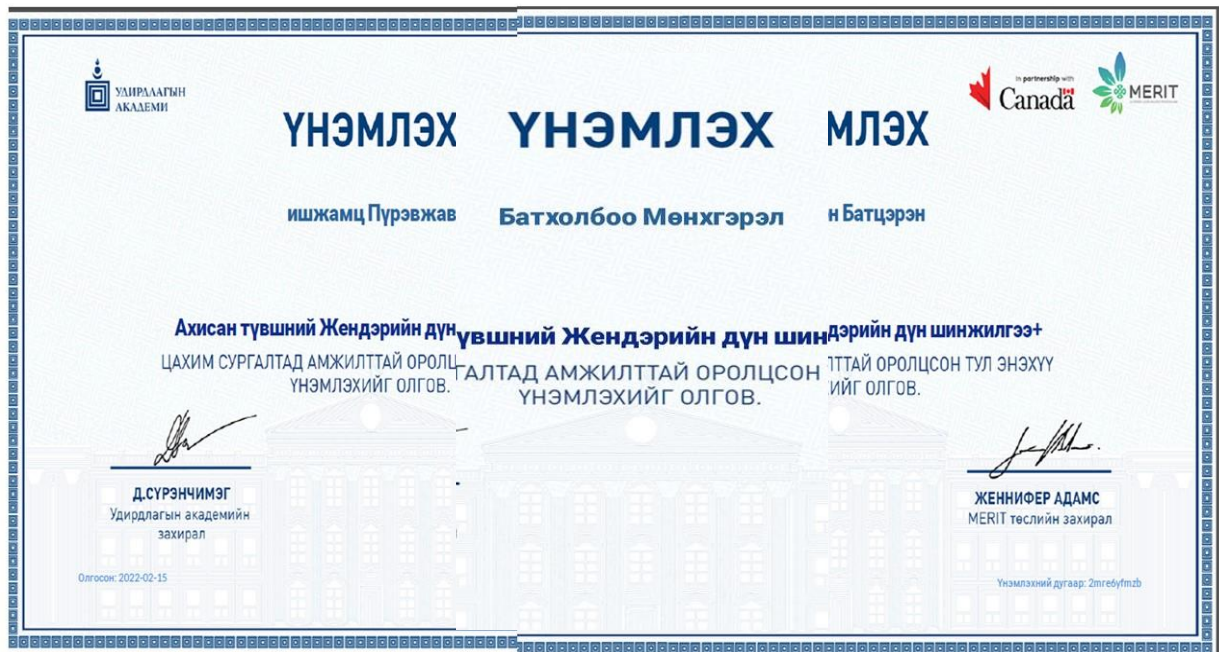 УДИРДЛАГЫН
АКАДЕМИ
In partnership with
Canada
MERIT
ҮНЭМЛЭХ ҮНЭМЛЭХ МЛЭХ
ишжамц Пүрэвжав Батхолбоо Мөнхгэрэл н Батцэрэн
Ахисан түвшний Жендэрийн дүн үвшний Жендэрийн дүн шин дэрийн дүн шинжилгээ+
ЦАХИМ СУРГАЛТАД АМЖИЛТТАЙ ОРОЛЦ ГАЛТАД АМЖИЛТТАЙ ОРОЛЦСОН ЛТТАЙ ОРОЛЦСОН ТУЛ ЭНЭХҮҮ
ҮНЭМЛЭХИЙГ ОЛГОВ. ҮНЭМЛЭХИЙГ ОЛГОВ. ИЙГ ОЛГОВ.
Д.СҮРЭНЧИМЭГ
Удирдлагын академийн
захирал
ЖЕННИФЕР АДАМС
MERIT төслийн захирал
Олгосон: 2022-02-15
Үнэмлэхний дугаар: 2mre6yfmzb